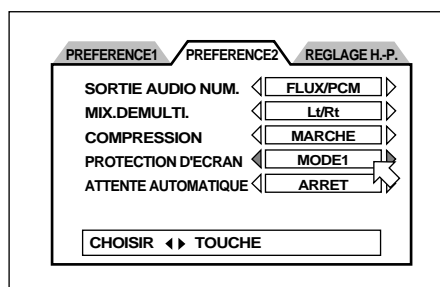 PREFERENCE1 PREFERENCE2 REGLAGE H.-P.
SORTIE AUDIO NUM. FLUX/PCM
MIX.DEMULTI. Lt/Rt
COMPRESSION MARCHE
PROTECTION D'ECRAN MODE1
ATTENTE AUTOMATIQUE ARRET
CHOISIR TOUCHE